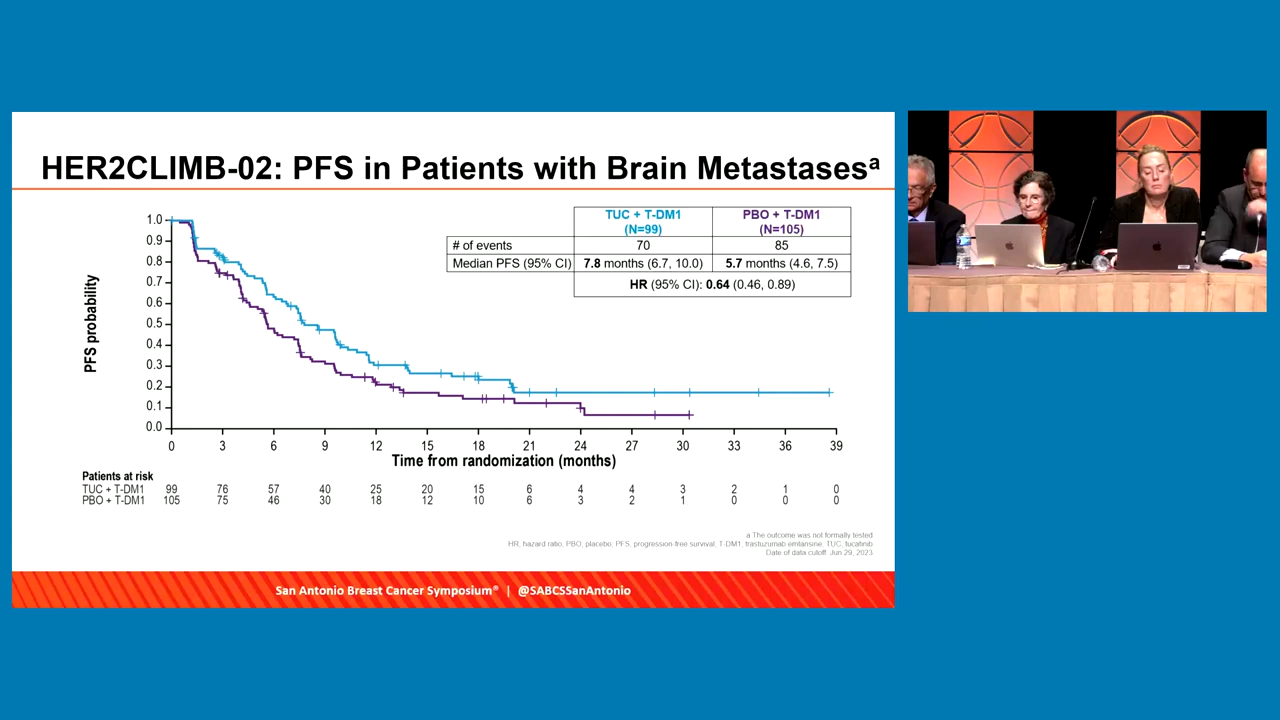 HER2CLIMB-02: PFS in Patients with Brain Metastasesᵃ
TUC + T-DM1 PBO + T-DM1
(N=99) (N=105)
# of events 70 85
Median PFS (95% CI) 7.8 months (6.7, 10.0) 5.7 months (4.6, 7.5)
HR (95% CI): 0.64 (0.46, 0.89)
PFS probability
1.0
0.9
0.8
0.7
0.6
0.5
0.4
0.3
0.2
0.1
0.0
0 3 6 9 12 15 18 21 24 27 30 33 36 39
Time from randomization (months)
Patients at risk
TUC + T-DM1 99 76 57 40 25 20 15 6 4 4 3 2 1 0
PBO + T-DM1 105 75 46 30 18 12 10 6 3 2 1 0 0 0
a The outcome was not formally tested
HR, hazard ratio, PBO, placebo, PFS, progression-free survival, T-DM1, trastuzumab emtansine, TUC, tucatinib
Date of data cutoff: Jun 29, 2023
San Antonio Breast Cancer Symposium® | @SABCSSanAntonio